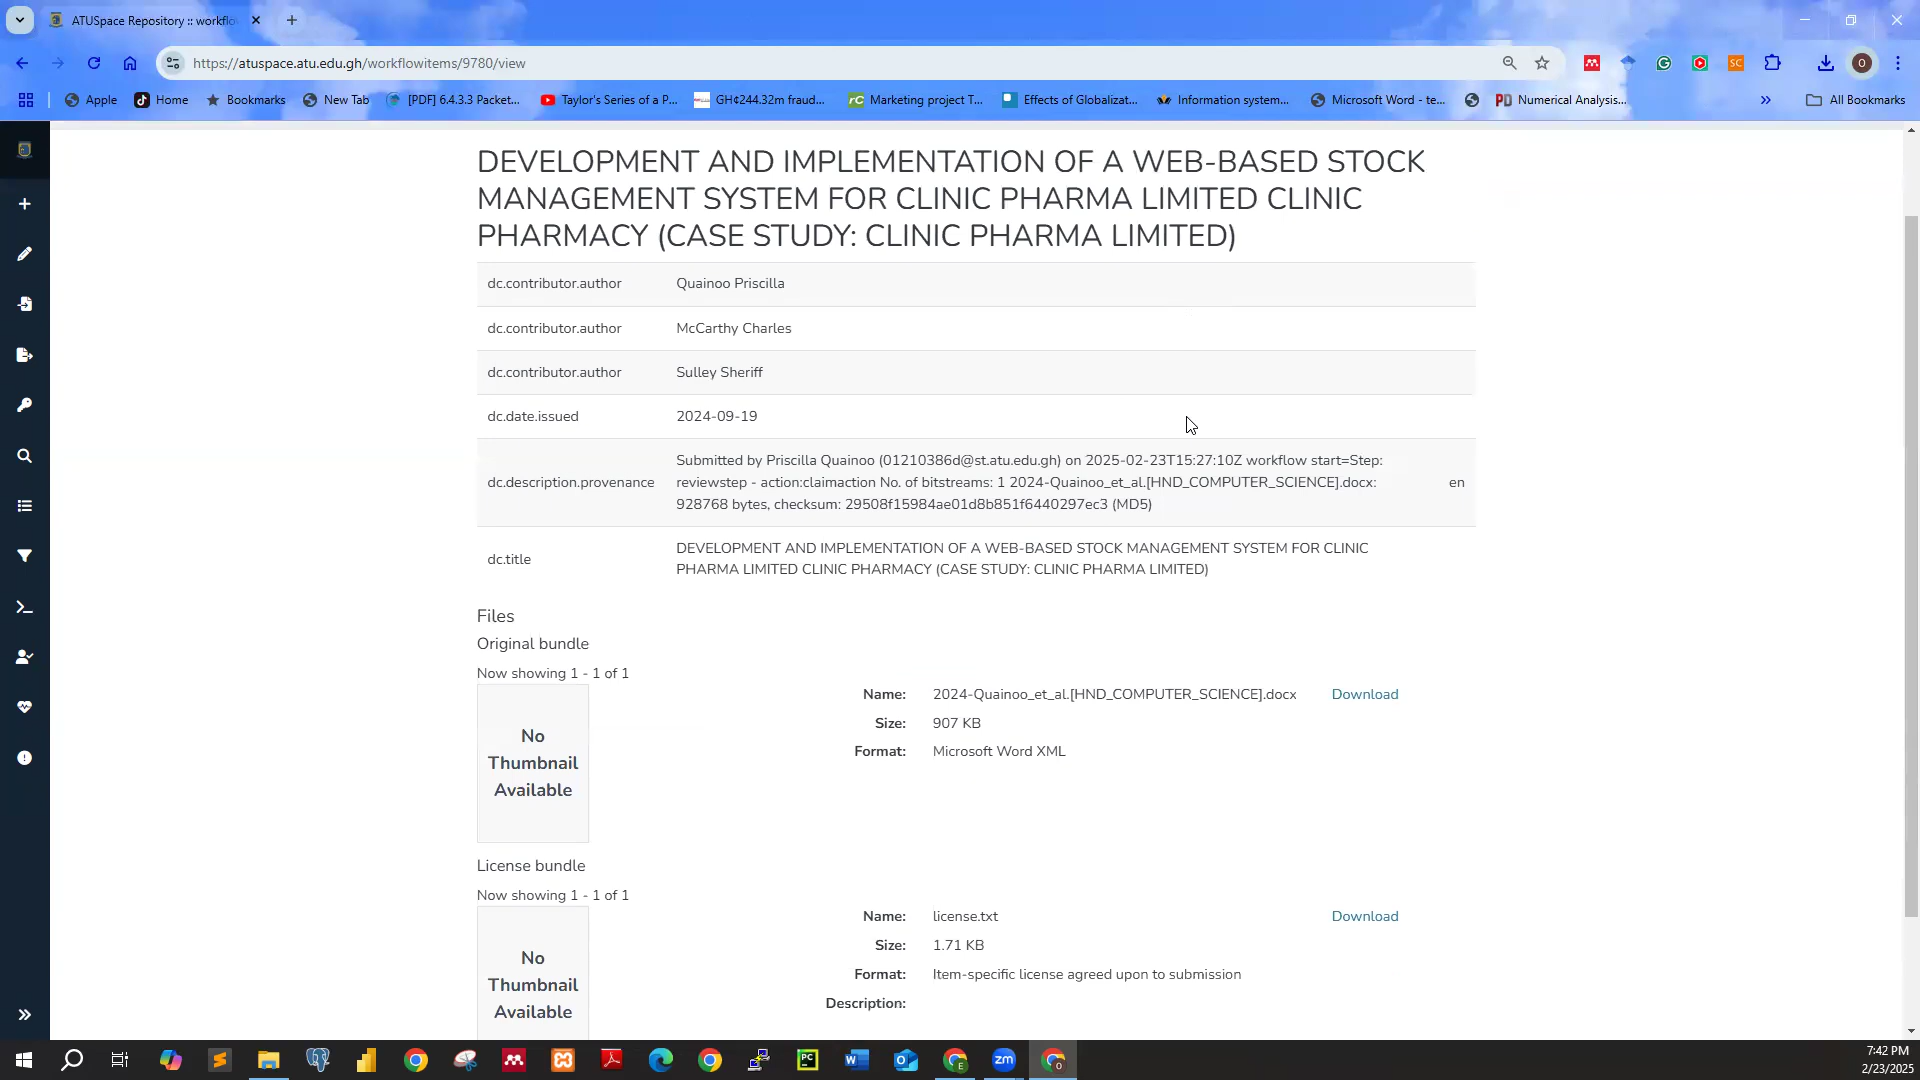 ATUSpace Repository :: workflo
https://atuspace.atu.edu.gh/workflowitems/9780/view
Apple
Home
Bookmarks
New Tab
[PDF] 6.4.3.3 Packet...
Taylor's Series of a P...
GH¢244.32m fraud...
Marketing project T...
Effects of Globalizat...
Information system...
Microsoft Word - te...
Numerical Analysis...
All Bookmarks
DEVELOPMENT AND IMPLEMENTATION OF A WEB-BASED STOCK
MANAGEMENT SYSTEM FOR CLINIC PHARMA LIMITED CLINIC
PHARMACY (CASE STUDY: CLINIC PHARMA LIMITED)
dc.contributor.author Quainoo Priscilla
dc.contributor.author McCarthy Charles
dc.contributor.author Sulley Sheriff
dc.date.issued 2024-09-19
Submitted by Priscilla Quainoo (01210386d@st.atu.edu.gh) on 2025-02-23T15:27:10Z workflow start=Step:
dc.description.provenance reviewstep - action:claimaction No. of bitstreams: 1 2024-Quainoo_et_al.[HND_COMPUTER_SCIENCE].docx: en
928768 bytes, checksum: 29508f15984ae01d8b851f6440297ec3 (MD5)
dc.title
DEVELOPMENT AND IMPLEMENTATION OF A WEB-BASED STOCK MANAGEMENT SYSTEM FOR CLINIC
PHARMA LIMITED CLINIC PHARMACY (CASE STUDY: CLINIC PHARMA LIMITED)
Files
Original bundle
Now showing 1 - 1 of 1
No
Thumbnail
Available
Name: 2024-Quainoo_et_al.[HND_COMPUTER_SCIENCE].docx Download
Size: 907 KB
Format: Microsoft Word XML
License bundle
Now showing 1 - 1 of 1
No
Thumbnail
Available
Name: license.txt Download
Size: 1.71 KB
Format: Item-specific license agreed upon to submission
Description:
7:42 PM
2/23/2025